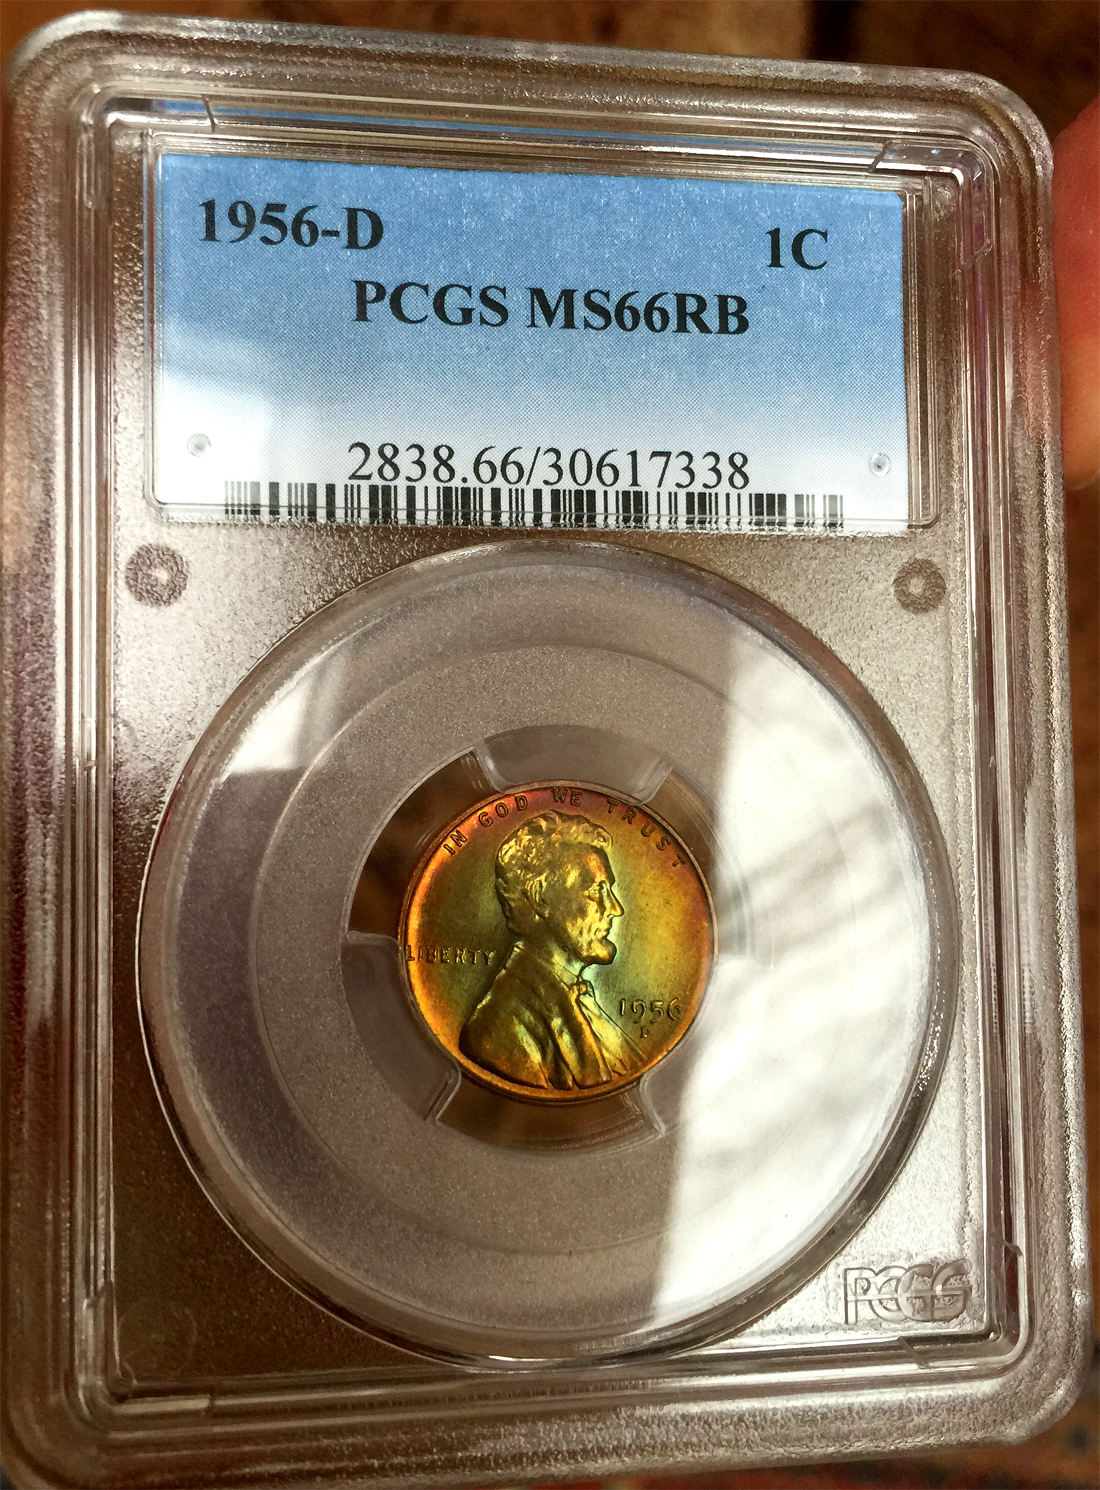 1956-D 1C
PCGS MS66RB
2838.66/30617338
IN GOD WE TRUST
LIBERTY
1956
D
PCGS